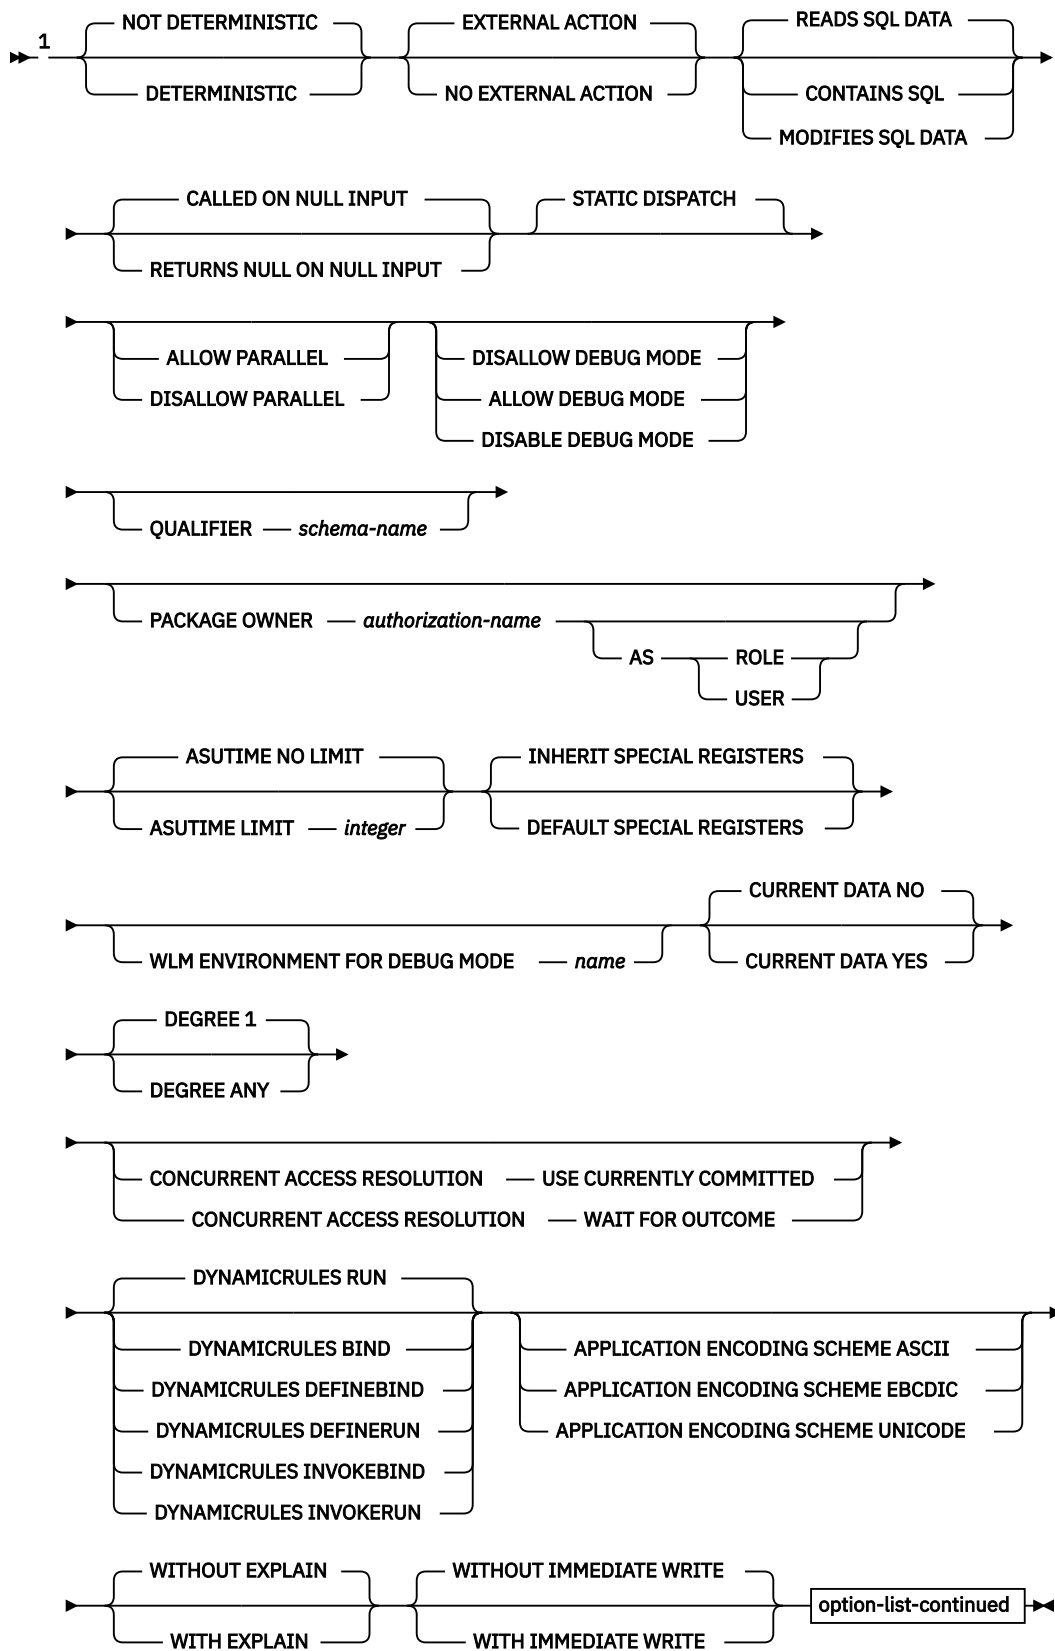 NOT DETERMINISTIC EXTERNAL ACTION READS SQL DATA
1
DETERMINISTIC NO EXTERNAL ACTION CONTAINS SQL
MODIFIES SQL DATA
CALLED ON NULL INPUT STATIC DISPATCH
RETURNS NULL ON NULL INPUT
ALLOW PARALLEL DISALLOW DEBUG MODE
DISALLOW PARALLEL ALLOW DEBUG MODE
DISABLE DEBUG MODE
QUALIFIER schema-name
PACKAGE OWNER authorization-name
AS ROLE
USER
ASUTIME NO LIMIT INHERIT SPECIAL REGISTERS
ASUTIME LIMIT integer DEFAULT SPECIAL REGISTERS
CURRENT DATA NO
WLM ENVIRONMENT FOR DEBUG MODE name CURRENT DATA YES
DEGREE 1
DEGREE ANY
CONCURRENT ACCESS RESOLUTION USE CURRENTLY COMMITTED
CONCURRENT ACCESS RESOLUTION WAIT FOR OUTCOME
DYNAMICRULES RUN
DYNAMICRULES BIND APPLICATION ENCODING SCHEME ASCII
DYNAMICRULES DEFINEBIND APPLICATION ENCODING SCHEME EBCDIC
DYNAMICRULES DEFINERUN APPLICATION ENCODING SCHEME UNICODE
DYNAMICRULES INVOKEBIND
DYNAMICRULES INVOKERUN
WITHOUT EXPLAIN WITHOUT IMMEDIATE WRITE
option-list-continued
WITH EXPLAIN WITH IMMEDIATE WRITE